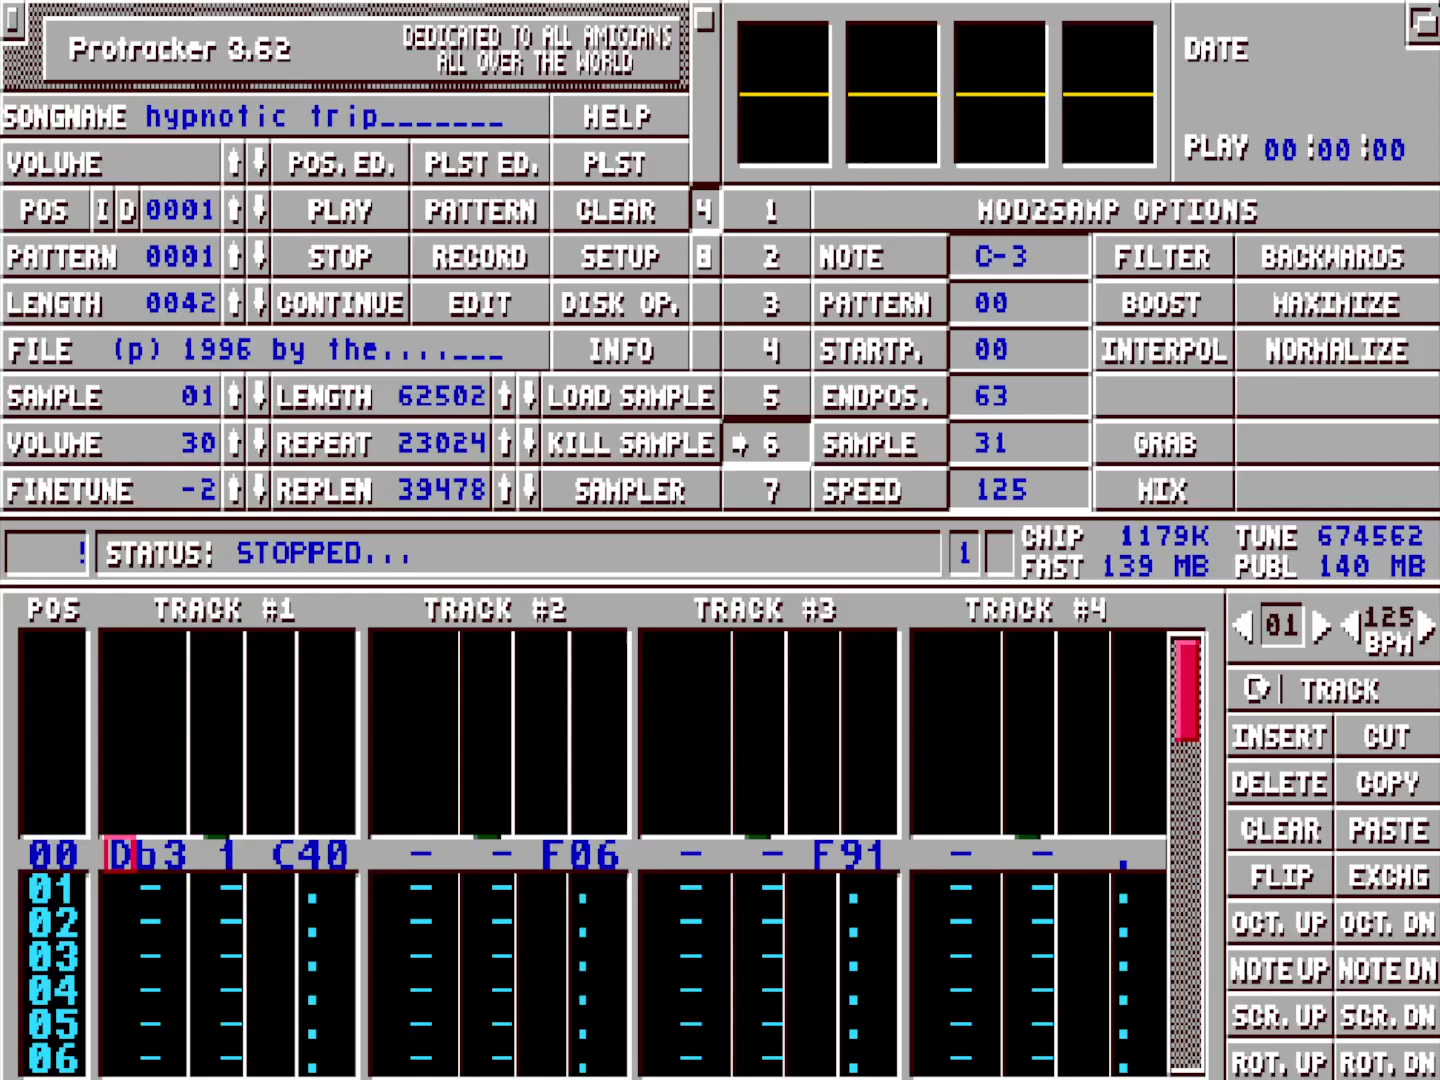 Protracker 3.62
DEDICATED TO ALL AMIGIANS
ALL OVER THE WORLD
DATE
PLAY 00:00:00
SONGNAME hypnotic trip_______ HELP
VOLUME POS. ED. PLST ED. PLST
POS I D 0001 PLAY PATTERN CLEAR 4 1 MOD2SAMP OPTIONS
PATTERN 0001 STOP RECORD SETUP 8 2 NOTE C-3 FILTER BACKWARDS
LENGTH 0042 CONTINUE EDIT DISK OP. 3 PATTERN 00 BOOST MAXIMIZE
FILE (p) 1996 by the....___ INFO 4 STARTP. 00 INTERPOL NORMALIZE
SAMPLE 01 LENGTH 62502 LOAD SAMPLE 5 ENDPOS. 63
VOLUME 30 REPEAT 23024 KILL SAMPLE 6 SAMPLE 31 GRAB
FINETUNE -2 REPLEN 39478 SAMPLER 7 SPEED 125 MIX
! STATUS: STOPPED... 1 CHIP 1179K TUNE 674562
FAST 139 MB PUBL 140 MB
POS TRACK #1 TRACK #2 TRACK #3 TRACK #4
01 125 BPM
TRACK
INSERT CUT
DELETE COPY
CLEAR PASTE
00 Db3 1 C40 - - F06 - - F91 - - .
FLIP EXCHG
01 - - . - - . - - . - - .
02 - - . - - . - - . - - .
OCT. UP OCT. DN
03 - - . - - . - - . - - .
NOTE UP NOTE DN
04 - - . - - . - - . - - .
05 - - . - - . - - . - - .
SCR. UP SCR. DN
06 - - . - - . - - . - - .
ROT. UP ROT. DN